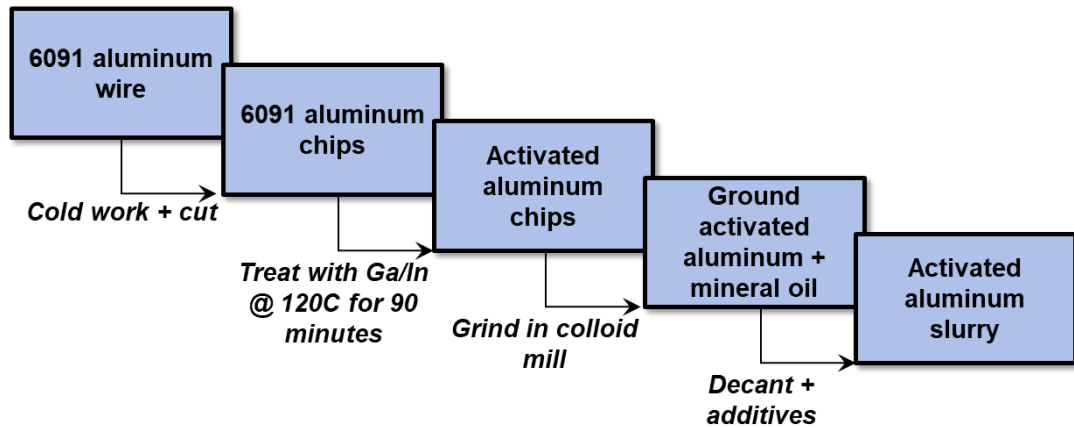 6091 aluminum
wire
Cold work + cut
6091 aluminum
chips
Treat with Ga/In
@ 120C for 90
minutes
Activated
aluminum
chips
Grind in colloid
mill
Ground
activated
aluminum +
mineral oil
Decant +
additives
Activated
aluminum
slurry